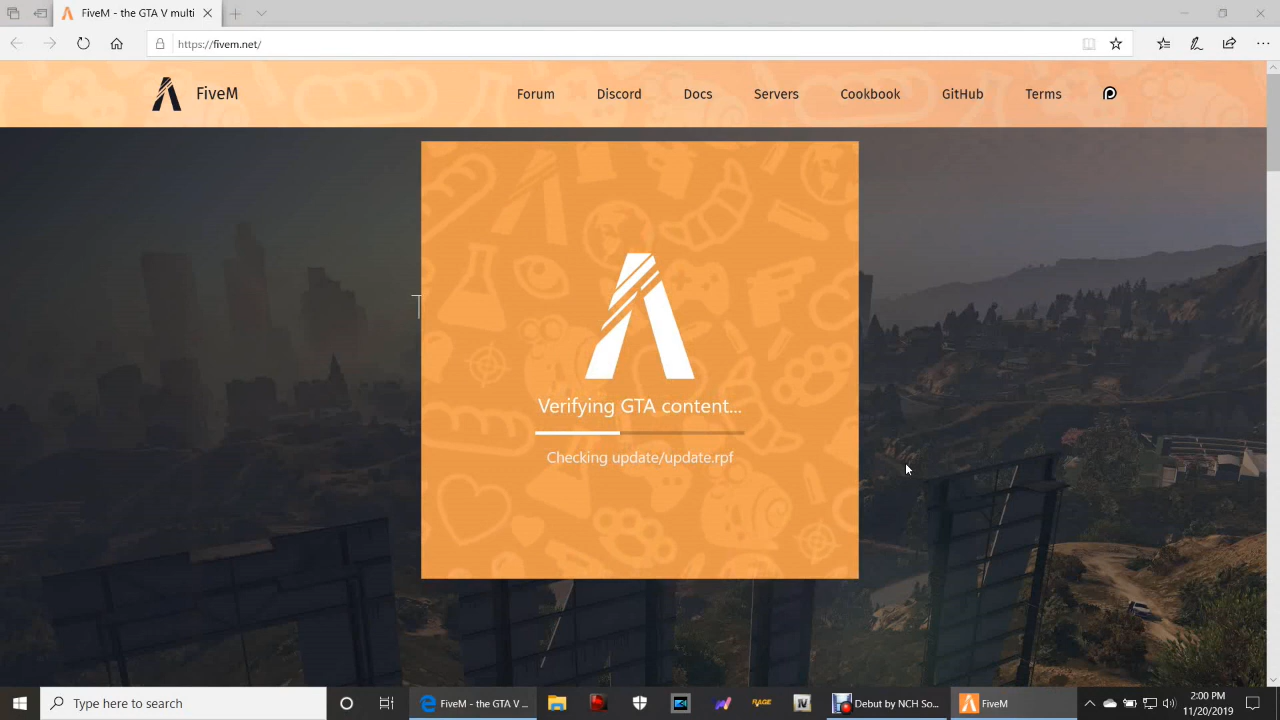 FiveM - the GTA V multi
https://fivem.net/
FiveM
Forum
Discord
Docs
Servers
Cookbook
GitHub
Terms
T
Verifying GTA content...
Checking update/update.rpf
Type here to search
FiveM - the GTA V ...
RAGE
IV
Debut by NCH So...
FiveM
2:00 PM
11/20/2019